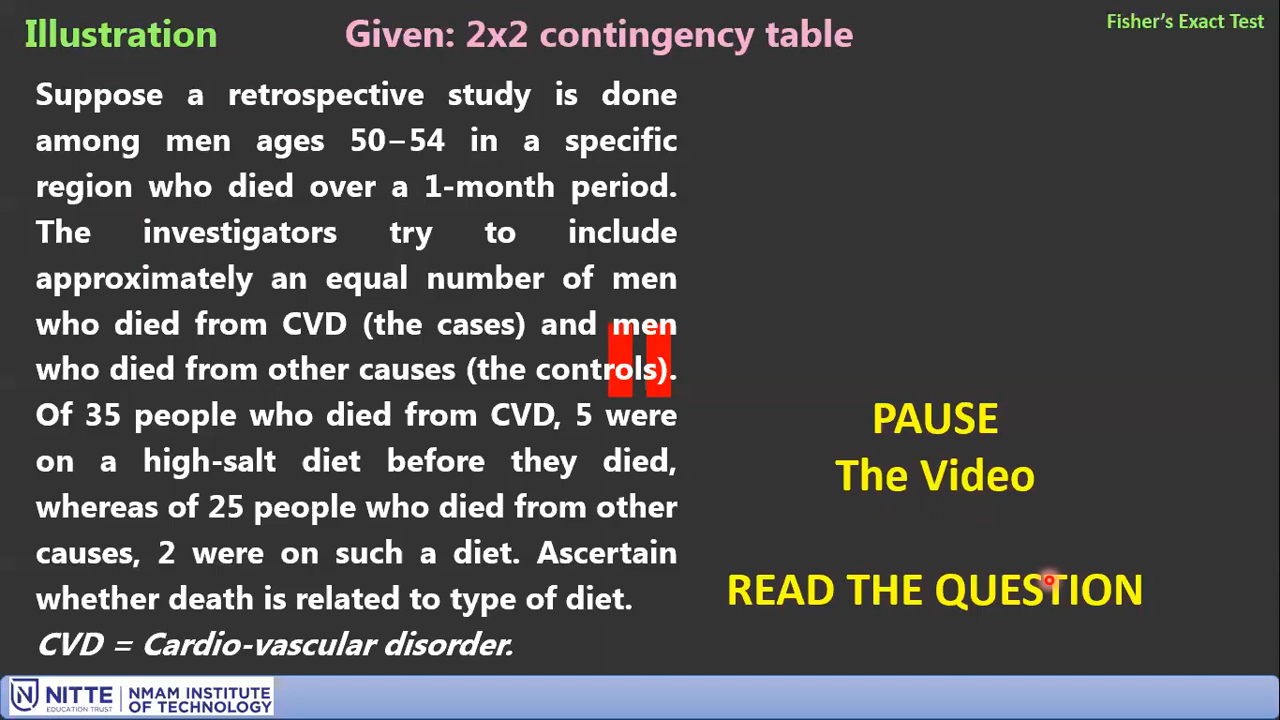 Illustration
Given: 2x2 contingency table
Fisher's Exact Test
Suppose a retrospective study is done
among men ages 50–54 in a specific
region who died over a 1-month period.
The investigators try to include
approximately an equal number of men
who died from CVD (the cases) and men
who died from other causes (the controls).
Of 35 people who died from CVD, 5 were
on a high-salt diet before they died,
whereas of 25 people who died from other
causes, 2 were on such a diet. Ascertain
whether death is related to type of diet.
CVD = Cardio-vascular disorder.
PAUSE
The Video
READ THE QUESTION
NITTE
EDUCATION TRUST
NMAM INSTITUTE
OF TECHNOLOGY